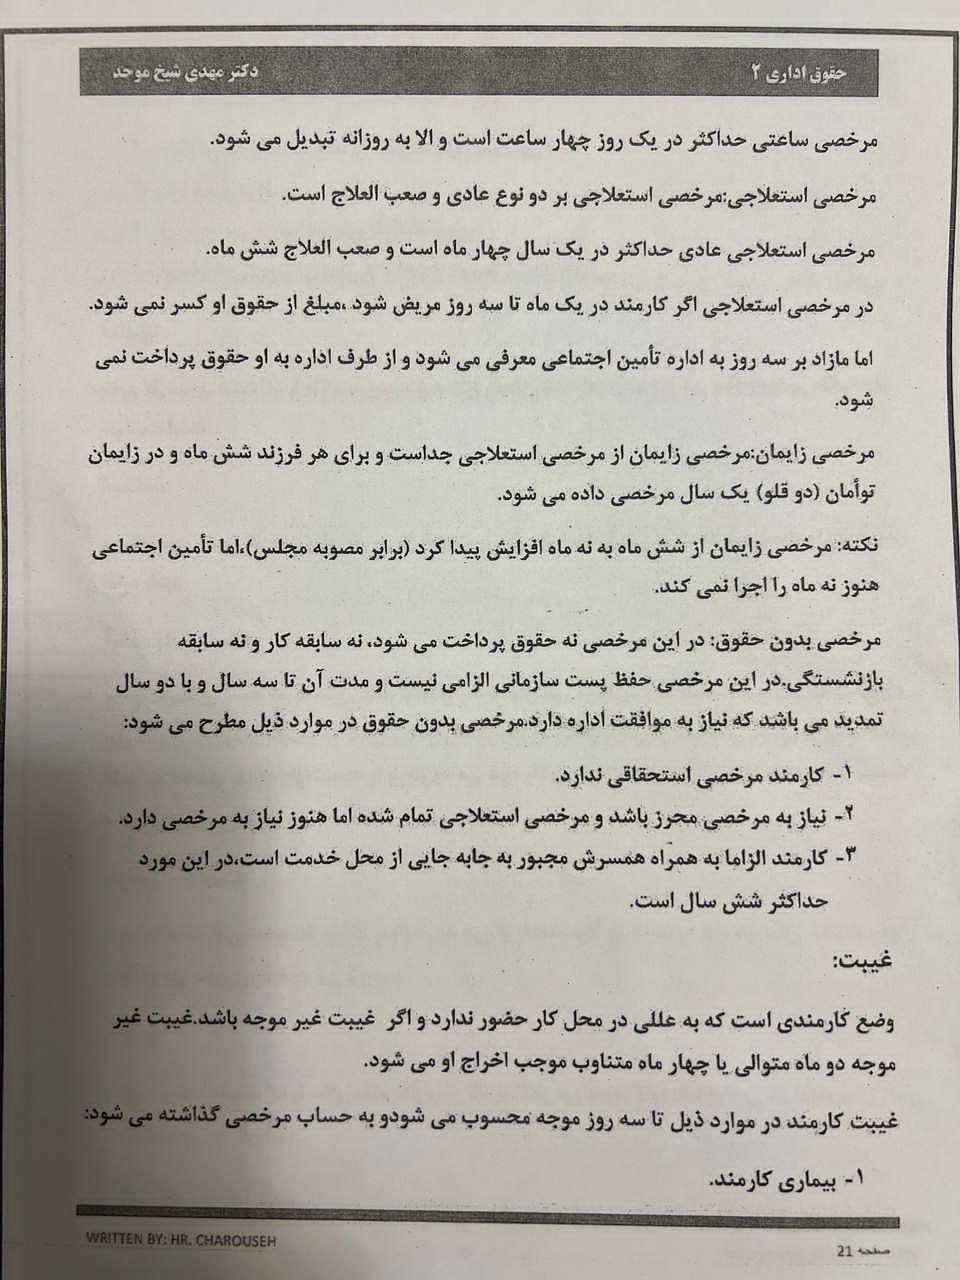 حقوق اداری ۲
دکتر مهدی شیخ موحد
مرخصی ساعتی حداکثر در یک روز چهار ساعت است و الا به روزانه تبدیل می شود.
مرخصی استعلاجی:مرخصی استعلاجی بر دو نوع عادی و صعب العلاج است.
مرخصی استعلاجی عادی حداکثر در یک سال چهار ماه است و صعب العلاج شش ماه.
در مرخصی استعلاجی اگر کارمند در یک ماه تا سه روز مریض شود ،مبلغ از حقوق او کسر نمی شود.
اما مازاد بر سه روز به اداره تأمین اجتماعی معرفی می شود و از طرف اداره به او حقوق پرداخت نمی
شود.
مرخصی زایمان:مرخصی زایمان از مرخصی استعلاجی جداست و برای هر فرزند شش ماه و در زایمان
توأمان (دو قلو) یک سال مرخصی داده می شود.
نکته: مرخصی زایمان از شش ماه به نه ماه افزایش پیدا کرد (برابر مصوبه مجلس)،اما تأمین اجتماعی
هنوز نه ماه را اجرا نمی کند.
مرخصی بدون حقوق: در این مرخصی نه حقوق پرداخت می شود، نه سابقه کار و نه سابقه
بازنشستگی.در این مرخصی حفظ پست سازمانی الزامی نیست و مدت آن تا سه سال و با دو سال
تمدید می باشد که نیاز به موافقت اداره دارد.مرخصی بدون حقوق در موارد ذیل مطرح می شود:
۱- کارمند مرخصی استحقاقی ندارد.
۲- نیاز به مرخصی محرز باشد و مرخصی استعلاجی تمام شده اما هنوز نیاز به مرخصی دارد.
۳- کارمند الزاما به همراه همسرش مجبور به جابه جایی از محل خدمت است،در این مورد
حداکثر شش سال است.
غیبت:
وضع کارمندی است که به عللی در محل کار حضور ندارد و اگر غیبت غیر موجه باشد.غیبت غیر
موجه دو ماه متوالی یا چهار ماه متناوب موجب اخراج او می شود.
غیبت کارمند در موارد ذیل تا سه روز موجه محسوب می شودو به حساب مرخصی گذاشته می شود:
۱- بیماری کارمند.
WRITTEN BY: HR. CHAROUSEH
صفحه 21